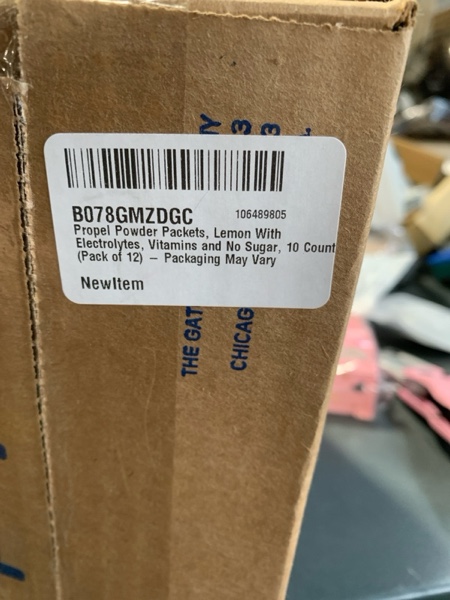 B078GMZDGC
106489805
Propel Powder Packets, Lemon With
Electrolytes, Vitamins and No Sugar, 10 Count
(Pack of 12) – Packaging May Vary
NewItem
THE GAT
CHICAG